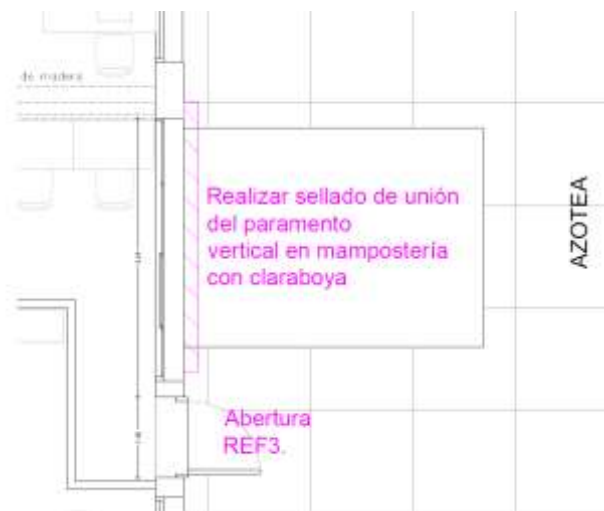 de madera
Realizar sellado de unión
del paramento
vertical en mampostería
con claraboya
AZOTEA
Abertura
REF3.